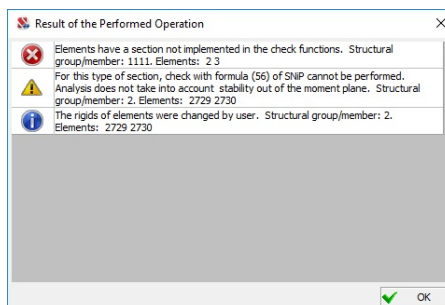 Result of the Performed Operation
Elements have a section not implemented in the check functions.  Structural
group/member: 1111. Elements:  2 3
For this type of section, check with formula (56) of SNiP cannot be performed.
Analysis does not take into account  stability out of the moment plane.  Structural
group/member: 2. Elements:  2729 2730
The rigids of elements were changed by user.  Structural group/member: 2.
Elements:  2729 2730
OK